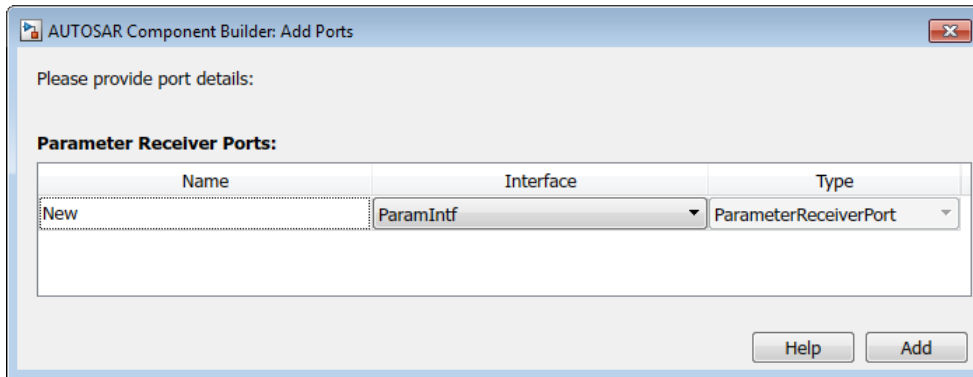 AUTOSAR Component Builder: Add Ports
Please provide port details:
Parameter Receiver Ports:
Name Interface Type
New ParamIntf ParameterReceiverPort
Help Add